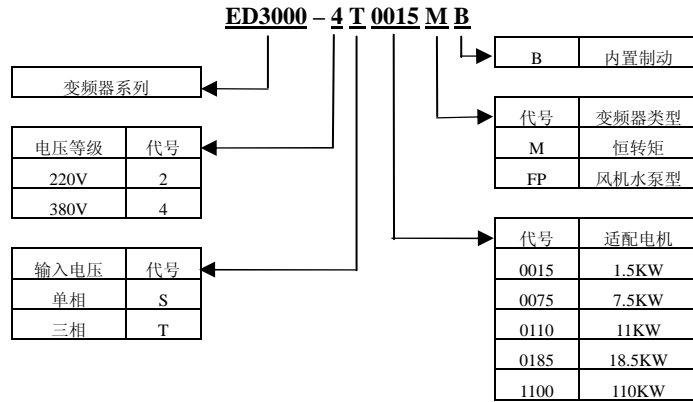 ED3000 – 4 T 0015 M B
B 内置制动
变频器系列
代号 变频器类型
M 恒转矩
FP 风机水泵型
电压等级 代号
220V 2
380V 4
代号 适配电机
0015 1.5KW
0075 7.5KW
0110 11KW
0185 18.5KW
1100 110KW
输入电压 代号
单相 S
三相 T